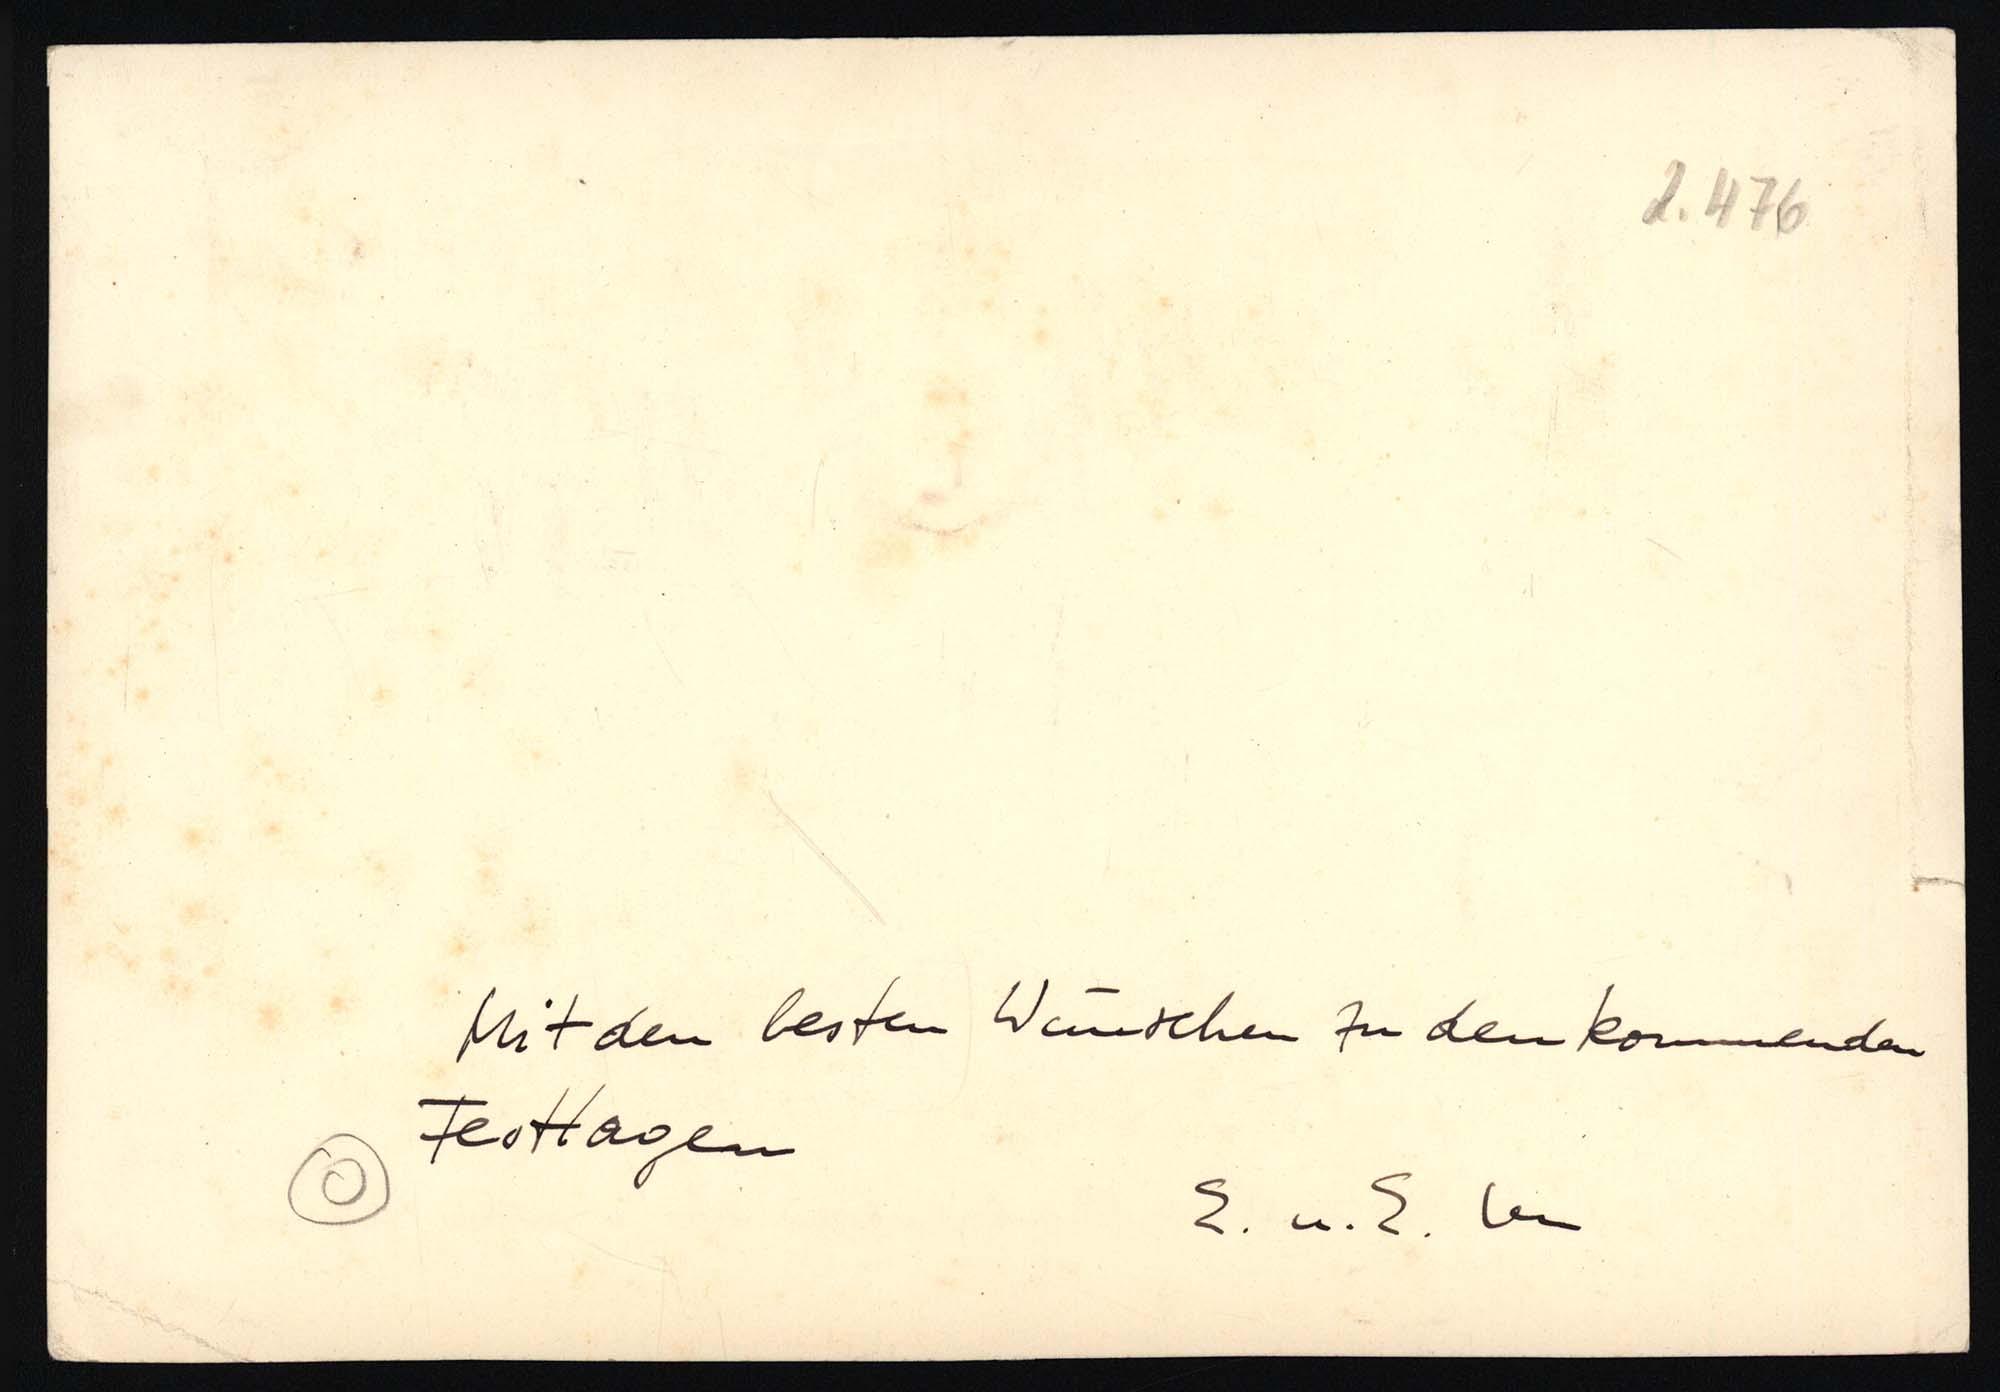 2.476
Mit den besten Wünschen zu den kommenden
Festtagen
E. u. E.